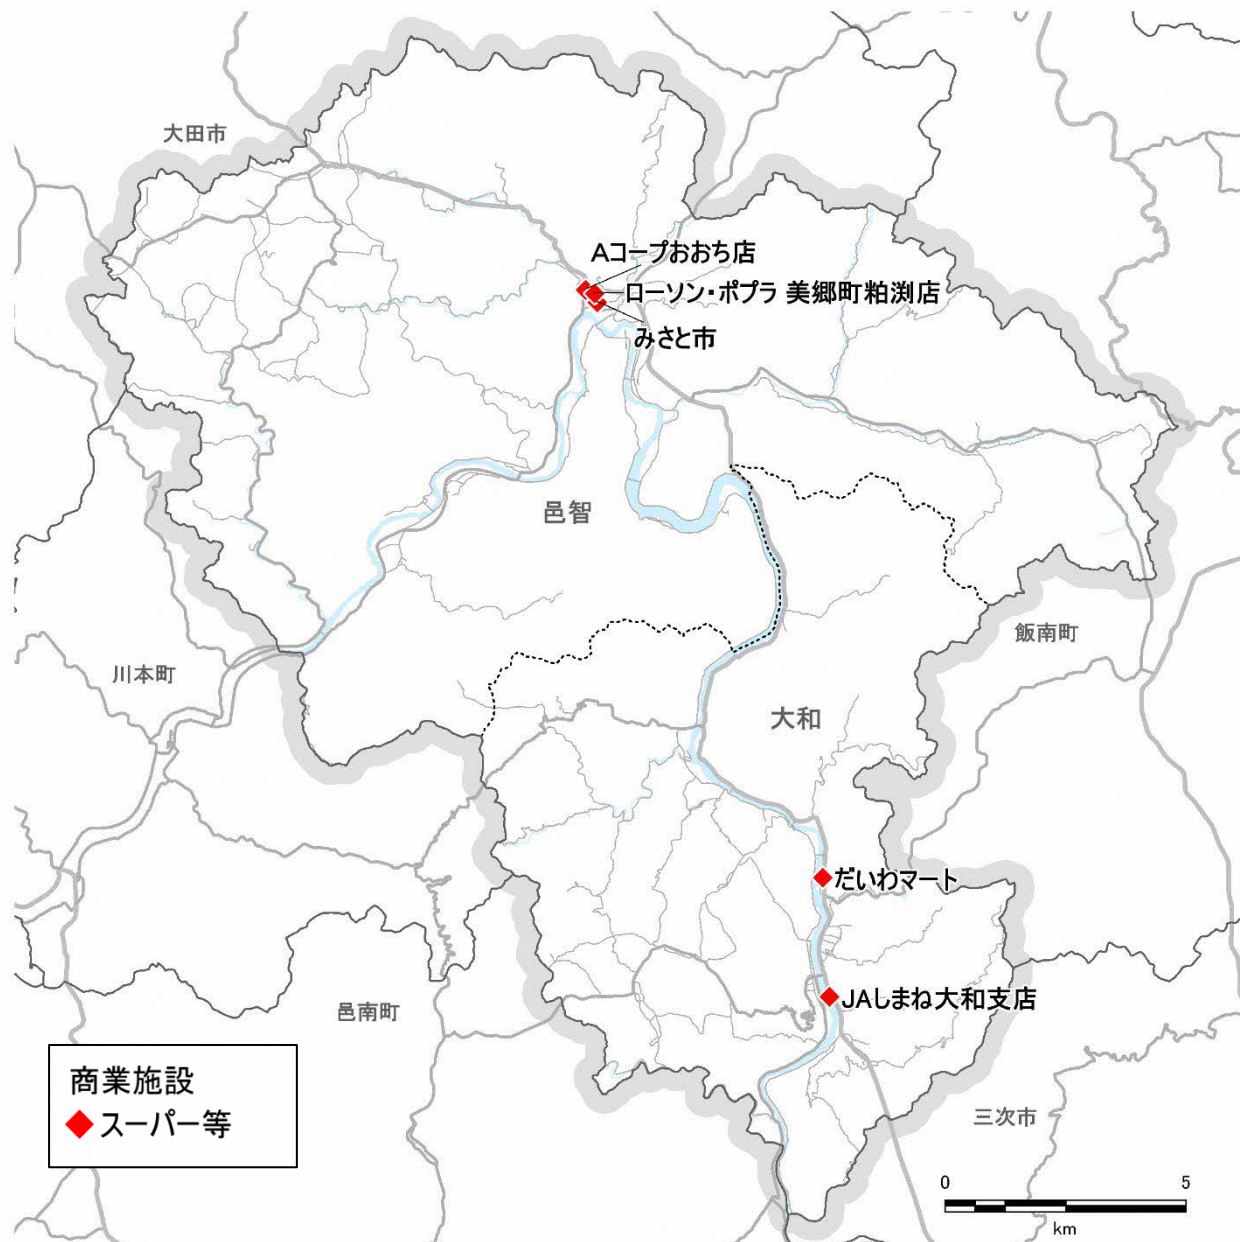 大田市
Aコープおおち店
ローソン・ポプラ 美郷町粕渕店
みさと市
邑智
飯南町
川本町
大和
だいわマート
JAしまね大和支店
邑南町
商業施設
スーパー等
三次市
0 5
km